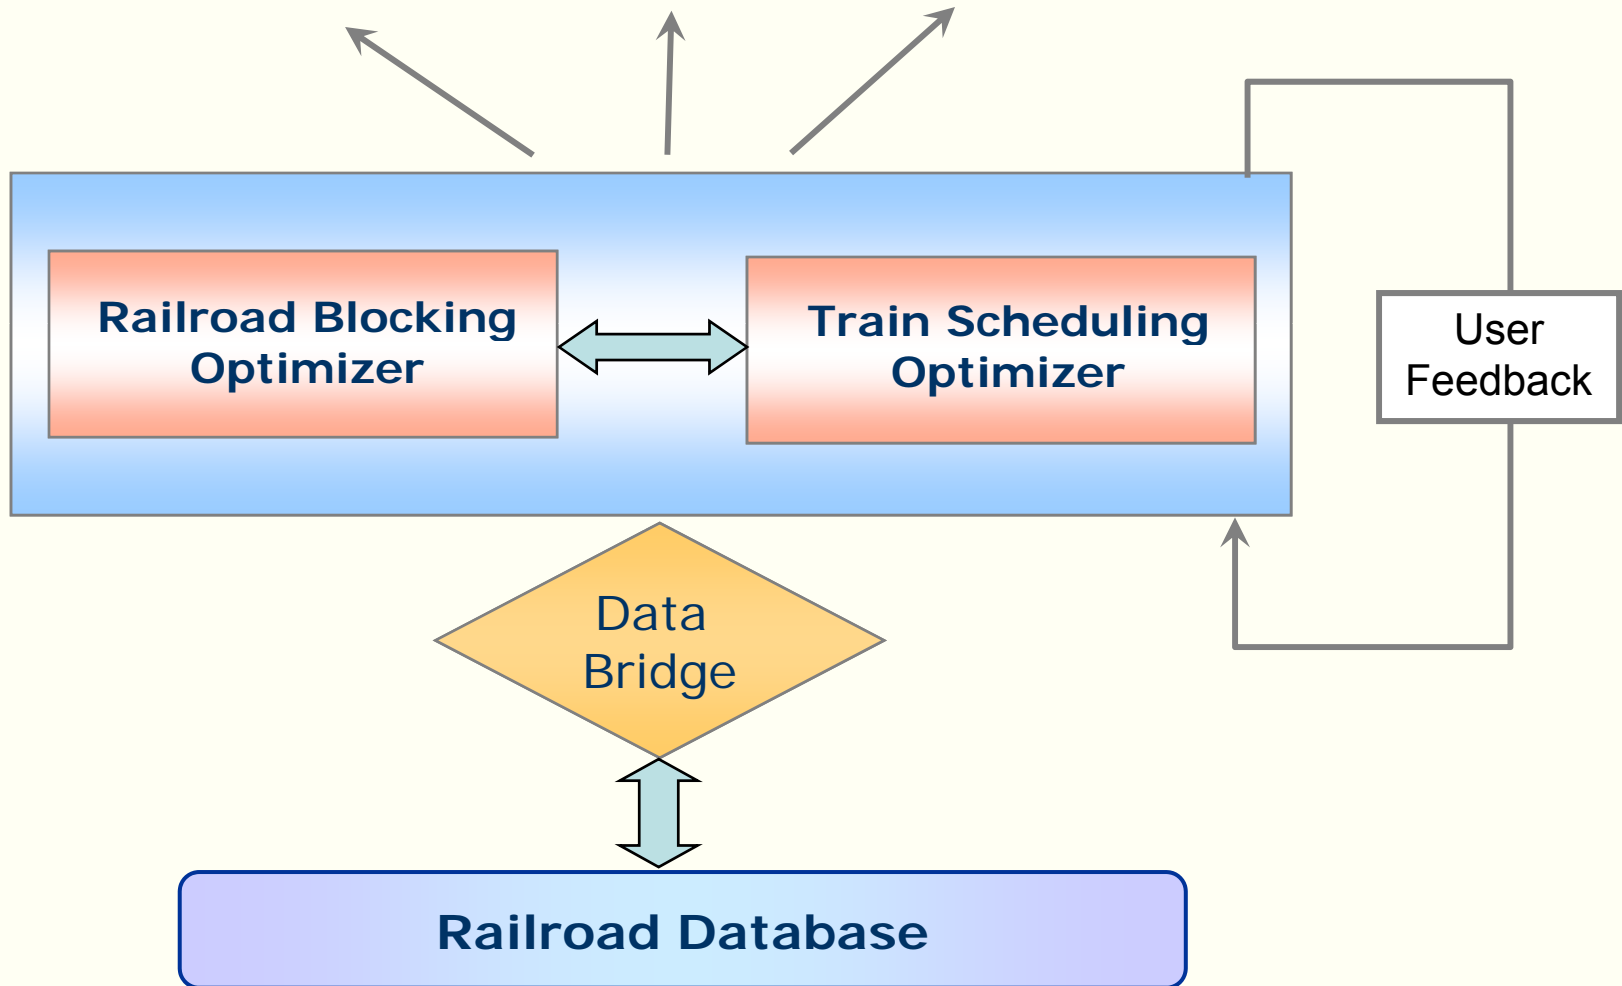 Railroad Blocking
Optimizer
Train Scheduling
Optimizer
User
Feedback
Data
Bridge
Railroad Database